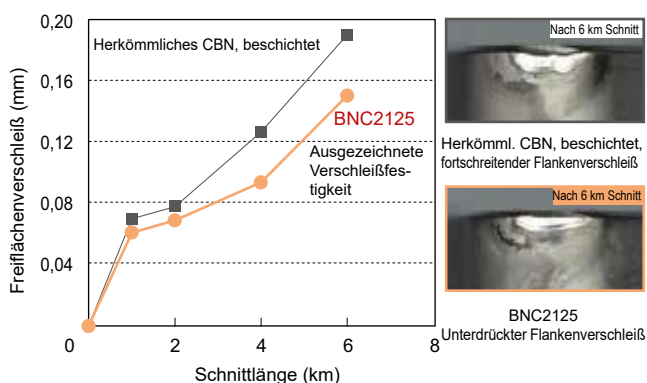 0,20
0,16
0,12
0,08
0,04
0
2
4
6
8
Freiflächenverschleiß (mm)
Schnittlänge (km)
Herkömmliches CBN, beschichtet
BNC2125
Ausgezeichnete
Verschleißfes-
tigkeit
Nach 6 km Schnitt
Herkömml. CBN, beschichtet,
fortschreitender Flankenverschleiß
Nach 6 km Schnitt
BNC2125
Unterdrückter Flankenverschleiß